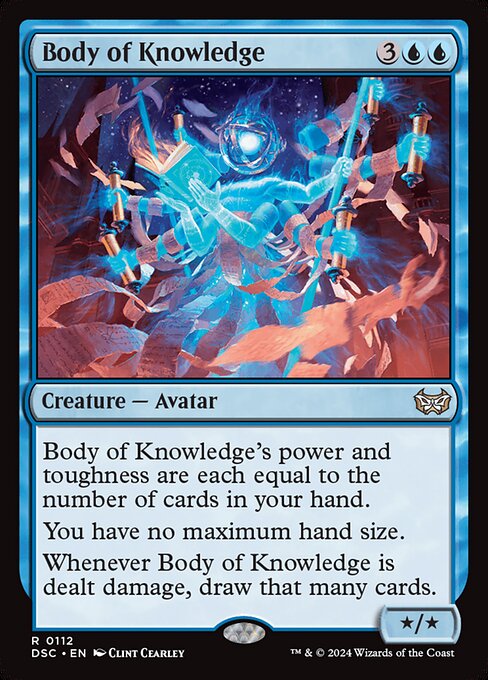 Body of Knowledge 3
Creature — Avatar
Body of Knowledge's power and
toughness are each equal to the
number of cards in your hand.
You have no maximum hand size.
Whenever Body of Knowledge is
dealt damage, draw that many cards.
★/★
R 0112
DSC • EN CLINT CEARLEY
™ & © 2024 Wizards of the Coast